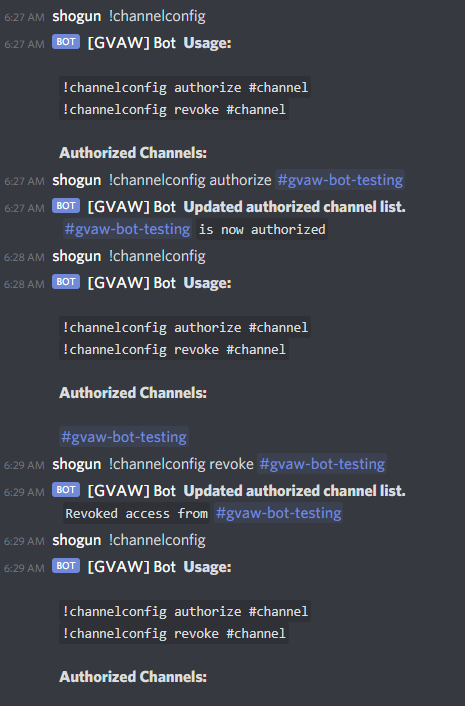 6:27 AM shogun !channelconfig
6:27 AM BOT [GVAW] Bot Usage:
!channelconfig authorize #channel
!channelconfig revoke #channel
Authorized Channels:
6:27 AM shogun !channelconfig authorize #gvaw-bot-testing
6:27 AM BOT [GVAW] Bot Updated authorized channel list.
#gvaw-bot-testing is now authorized
6:28 AM shogun !channelconfig
6:28 AM BOT [GVAW] Bot Usage:
!channelconfig authorize #channel
!channelconfig revoke #channel
Authorized Channels:
#gvaw-bot-testing
6:29 AM shogun !channelconfig revoke #gvaw-bot-testing
6:29 AM BOT [GVAW] Bot Updated authorized channel list.
Revoked access from #gvaw-bot-testing
6:29 AM shogun !channelconfig
6:29 AM BOT [GVAW] Bot Usage:
!channelconfig authorize #channel
!channelconfig revoke #channel
Authorized Channels: